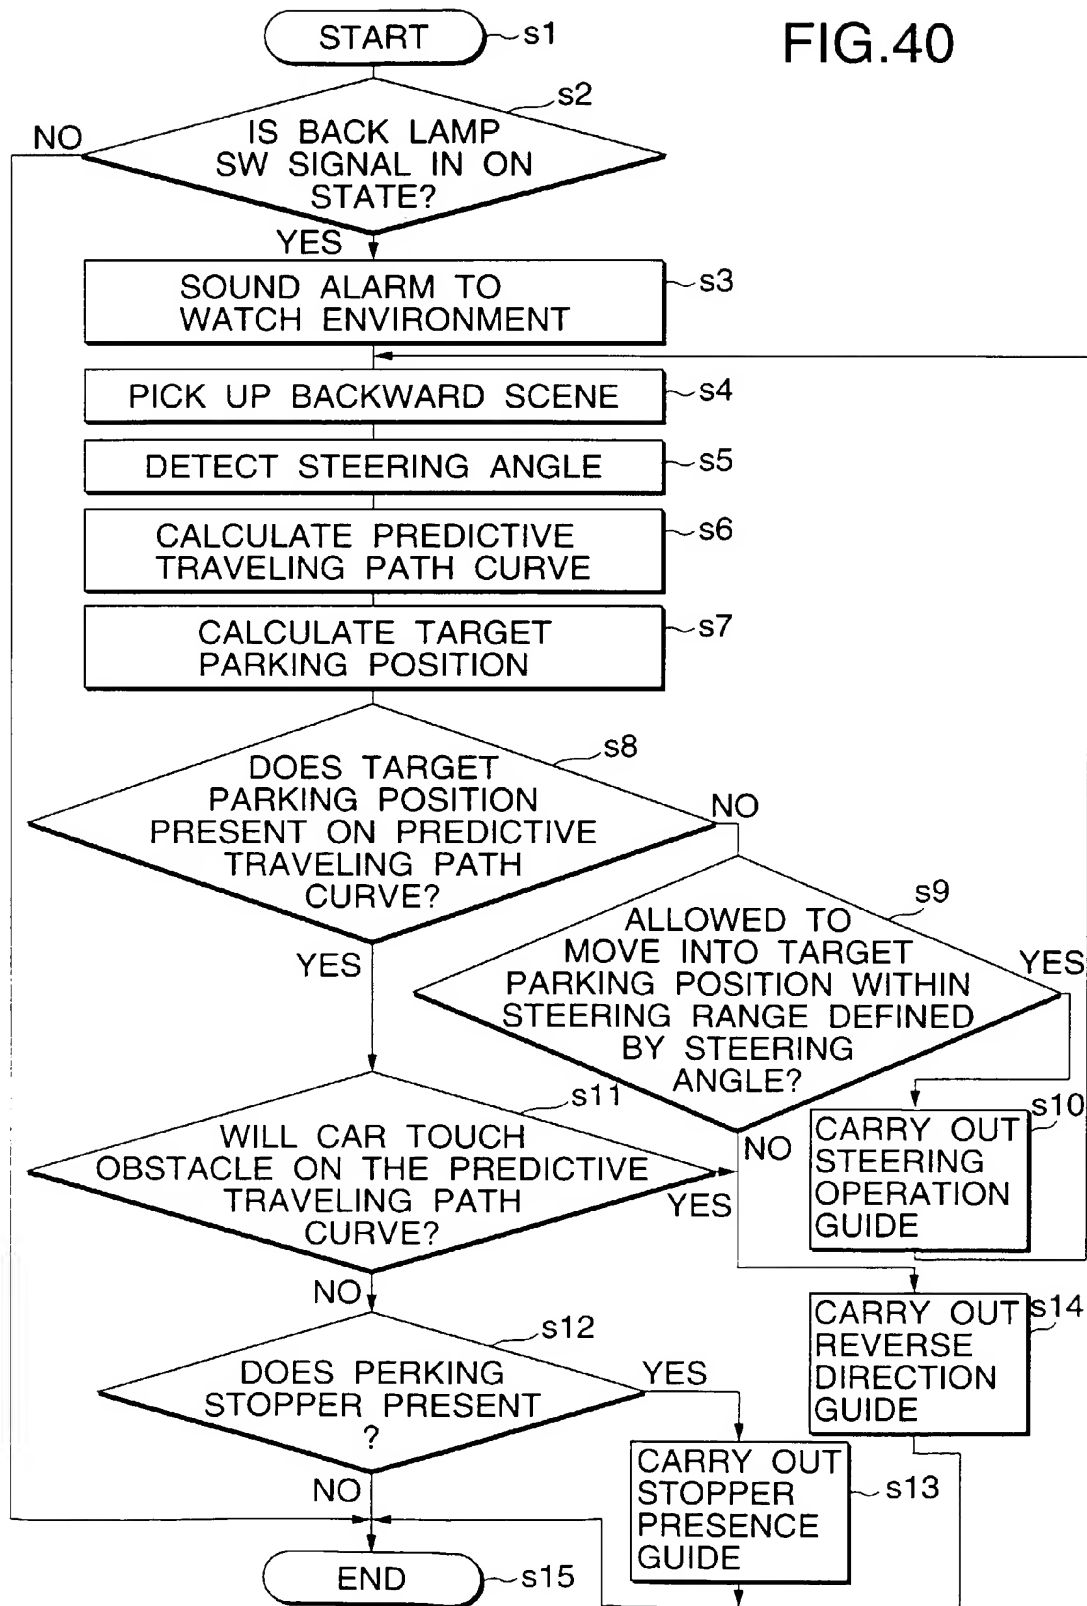 FIG.40
START
s1
s2
NO
IS BACK LAMP
SW SIGNAL IN ON
STATE?
YES
SOUND ALARM TO
WATCH ENVIRONMENT
s3
PICK UP BACKWARD SCENE
s4
DETECT STEERING ANGLE
s5
CALCULATE PREDICTIVE
TRAVELING PATH CURVE
s6
CALCULATE TARGET
PARKING POSITION
s7
s8
DOES TARGET
PARKING POSITION
PRESENT ON PREDICTIVE
TRAVELING PATH
CURVE?
NO
YES
s9
ALLOWED TO
MOVE INTO TARGET
PARKING POSITION WITHIN
STEERING RANGE DEFINED
BY STEERING
ANGLE?
YES
NO
s10
CARRY OUT
STEERING
OPERATION
GUIDE
s11
WILL CAR TOUCH
OBSTACLE ON THE PREDICTIVE
TRAVELING PATH
CURVE?
YES
NO
s12
DOES PERKING
STOPPER PRESENT
?
YES
NO
s14
CARRY OUT
REVERSE
DIRECTION
GUIDE
CARRY OUT
STOPPER
PRESENCE
GUIDE
s13
END
s15